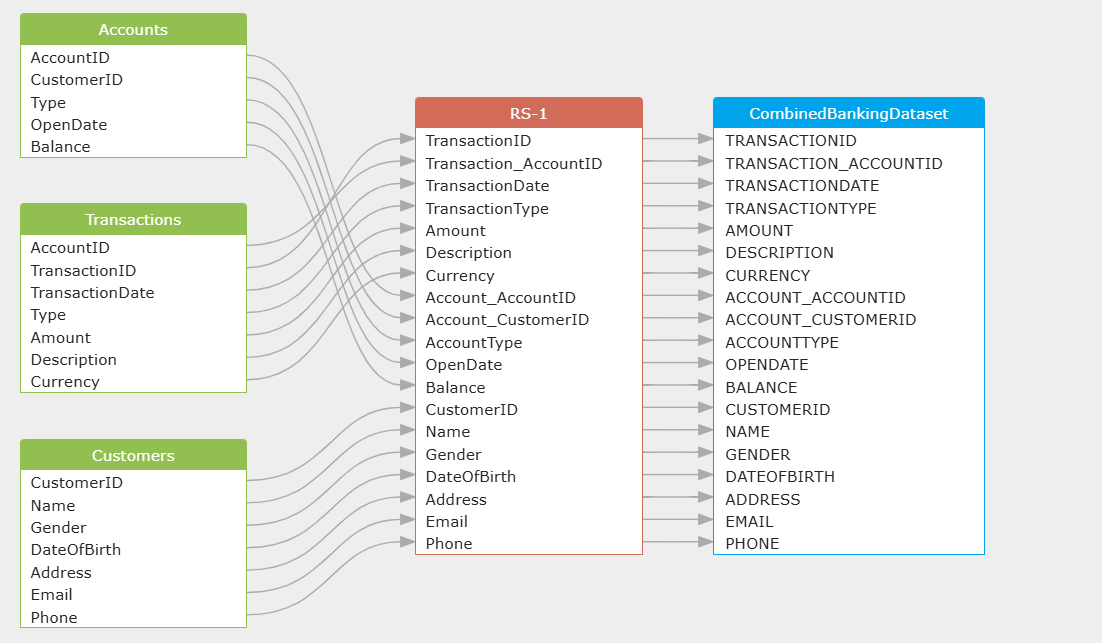 Accounts
AccountID
CustomerID
Type
OpenDate
Balance
Transactions
AccountID
TransactionID
TransactionDate
Type
Amount
Description
Currency
Customers
CustomerID
Name
Gender
DateOfBirth
Address
Email
Phone
RS-1
TransactionID
Transaction_AccountID
TransactionDate
TransactionType
Amount
Description
Currency
Account_AccountID
Account_CustomerID
AccountType
OpenDate
Balance
CustomerID
Name
Gender
DateOfBirth
Address
Email
Phone
CombinedBankingDataset
TRANSACTIONID
TRANSACTION_ACCOUNTID
TRANSACTIONDATE
TRANSACTIONTYPE
AMOUNT
DESCRIPTION
CURRENCY
ACCOUNT_ACCOUNTID
ACCOUNT_CUSTOMERID
ACCOUNTTYPE
OPENDATE
BALANCE
CUSTOMERID
NAME
GENDER
DATEOFBIRTH
ADDRESS
EMAIL
PHONE